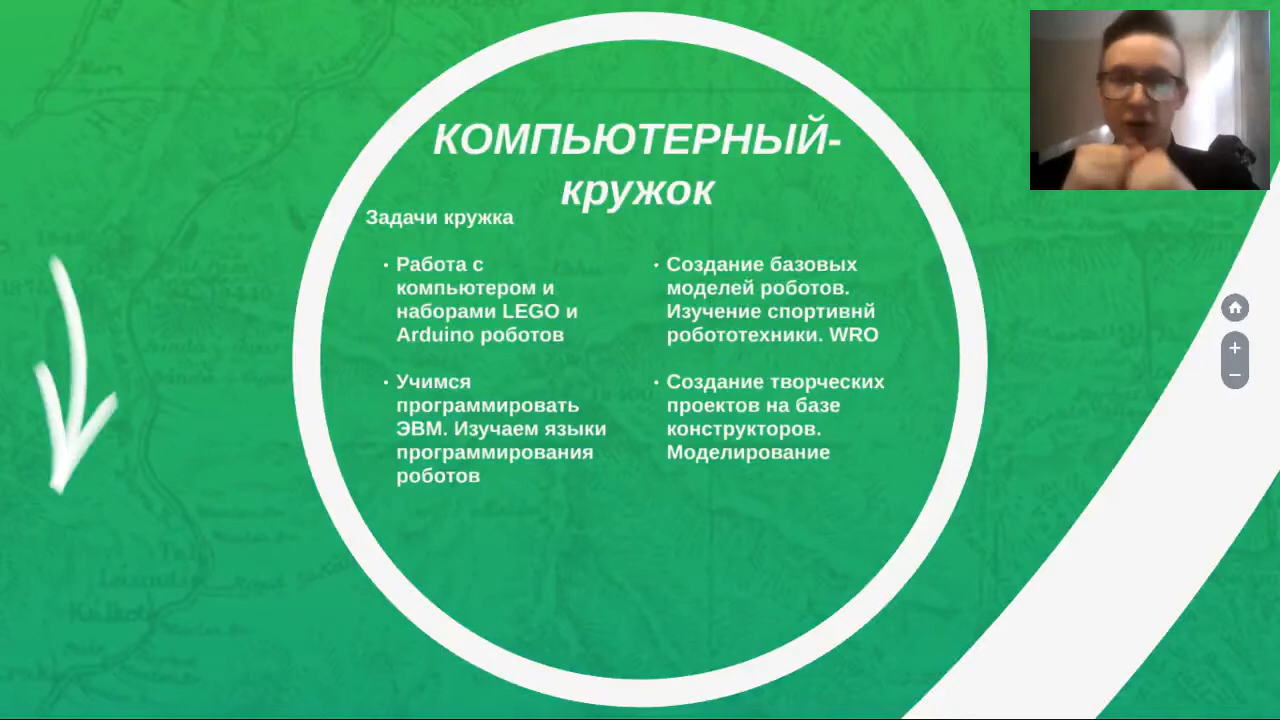 КОМПЬЮТЕРНЫЙ-
кружок
Задачи кружка
• Работа с
компьютером и
наборами LEGO и
Arduino роботов
• Учимся
программировать
ЭВМ. Изучаем языки
программирования
роботов
• Создание базовых
моделей роботов.
Изучение спортивнй
робототехники. WRO
• Создание творческих
проектов на базе
конструкторов.
Моделирование